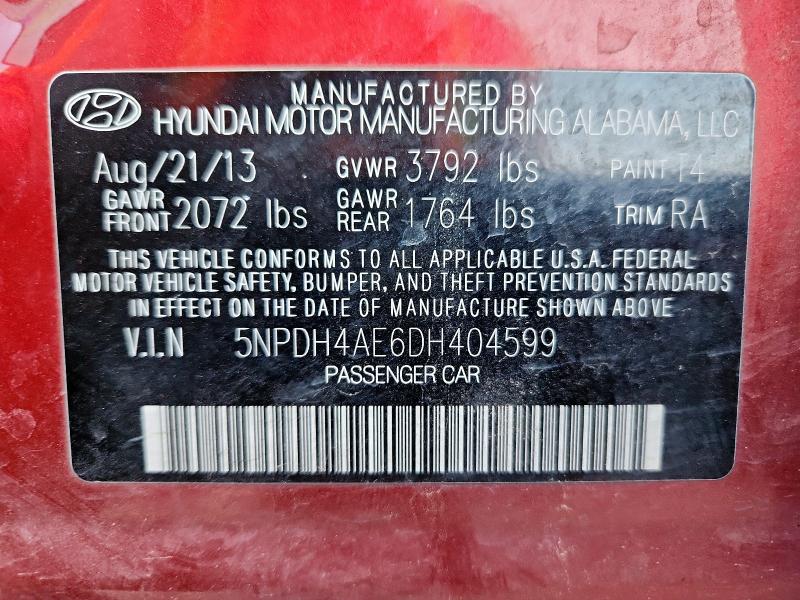 MANUFACTURED BY
HYUNDAI MOTOR MANUFACTURING ALABAMA, LLC
Aug/21/13 GVWR 3792 lbs PAINT T4
GAWR FRONT 2072 lbs GAWR REAR 1764 lbs TRIM RA
THIS VEHICLE CONFORMS TO ALL APPLICABLE U.S.A. FEDERAL
MOTOR VEHICLE SAFETY, BUMPER, AND THEFT PREVENTION STANDARDS
IN EFFECT ON THE DATE OF MANUFACTURE SHOWN ABOVE
V.I.N 5NPDH4AE6DH404599
PASSENGER CAR